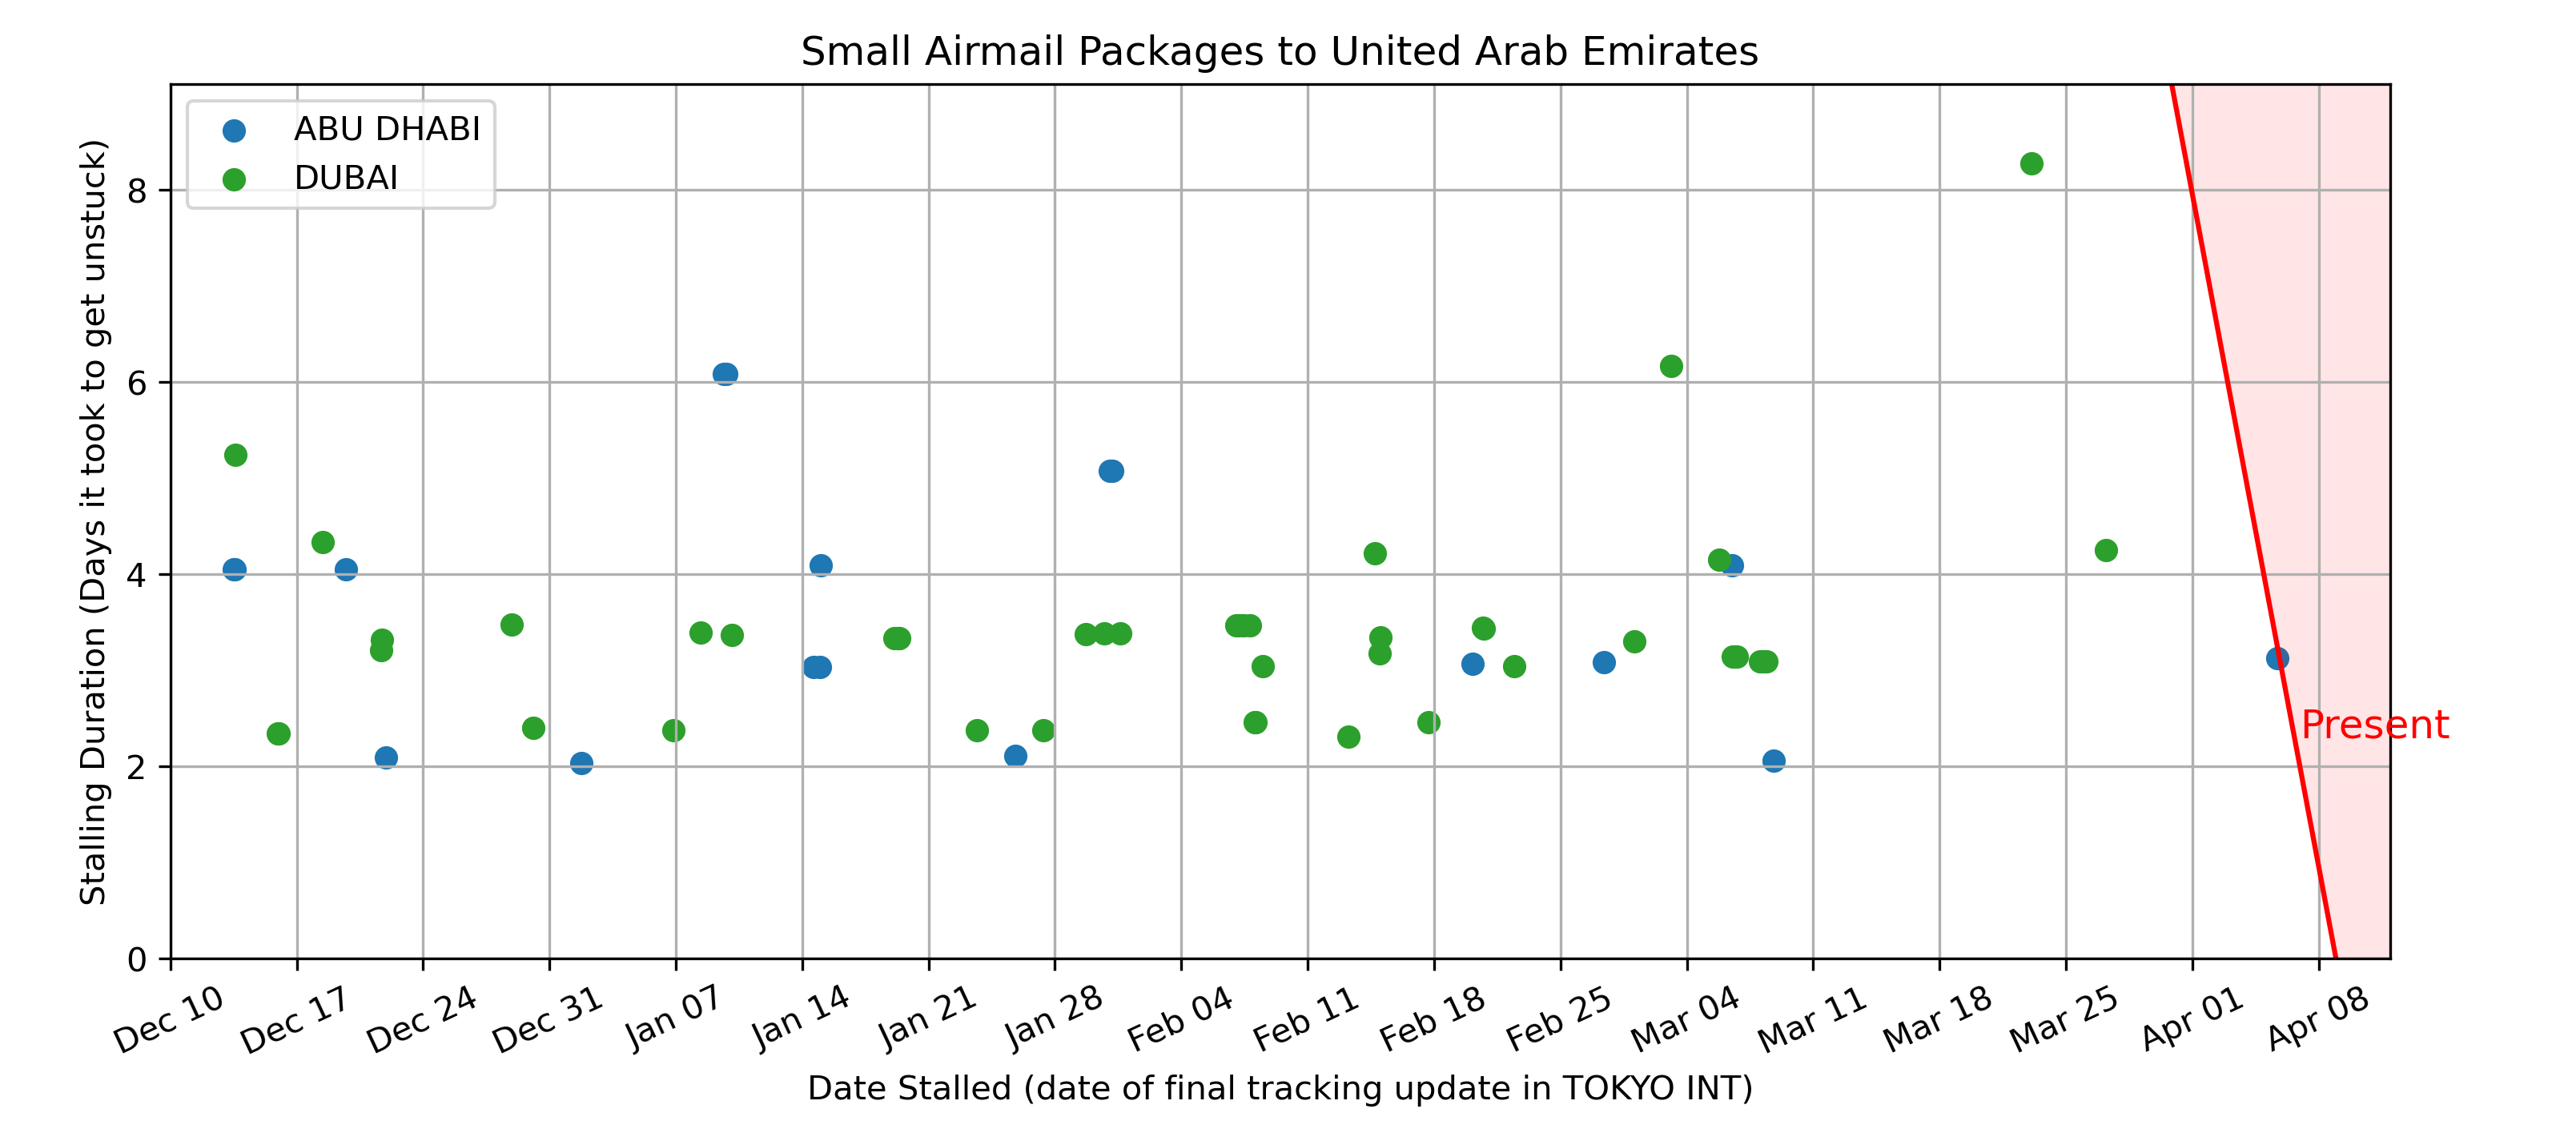 Small Airmail Packages to United Arab Emirates
ABU DHABI
DUBAI
Stalling Duration (Days it took to get unstuck)
8
6
4
2
0
Present
Dec 10
Dec 17
Dec 24
Dec 31
Jan 07
Jan 14
Jan 21
Jan 28
Feb 04
Feb 11
Feb 18
Feb 25
Mar 04
Mar 11
Mar 18
Mar 25
Apr 01
Apr 08
Date Stalled (date of final tracking update in TOKYO INT)